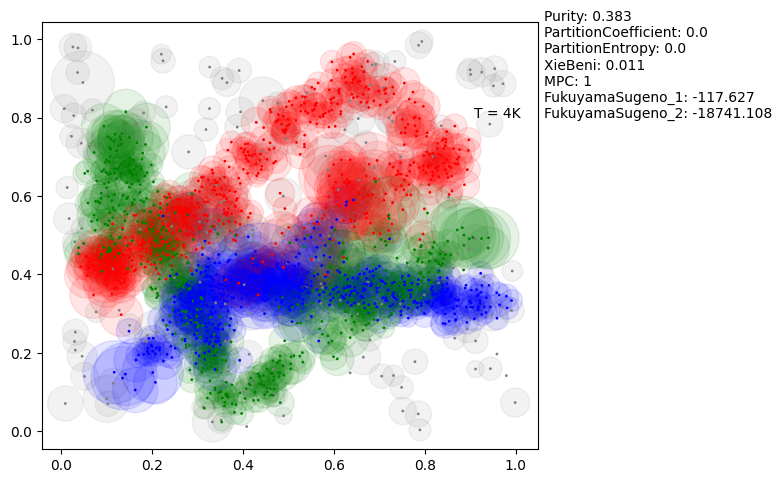 Purity: 0.383
PartitionCoefficient: 0.0
PartitionEntropy: 0.0
XieBeni: 0.011
MPC: 1
FukuyamaSugeno_1: -117.627
FukuyamaSugeno_2: -18741.108
T = 4K
1.0
0.8
0.6
0.4
0.2
0.0
0.0 0.2 0.4 0.6 0.8 1.0